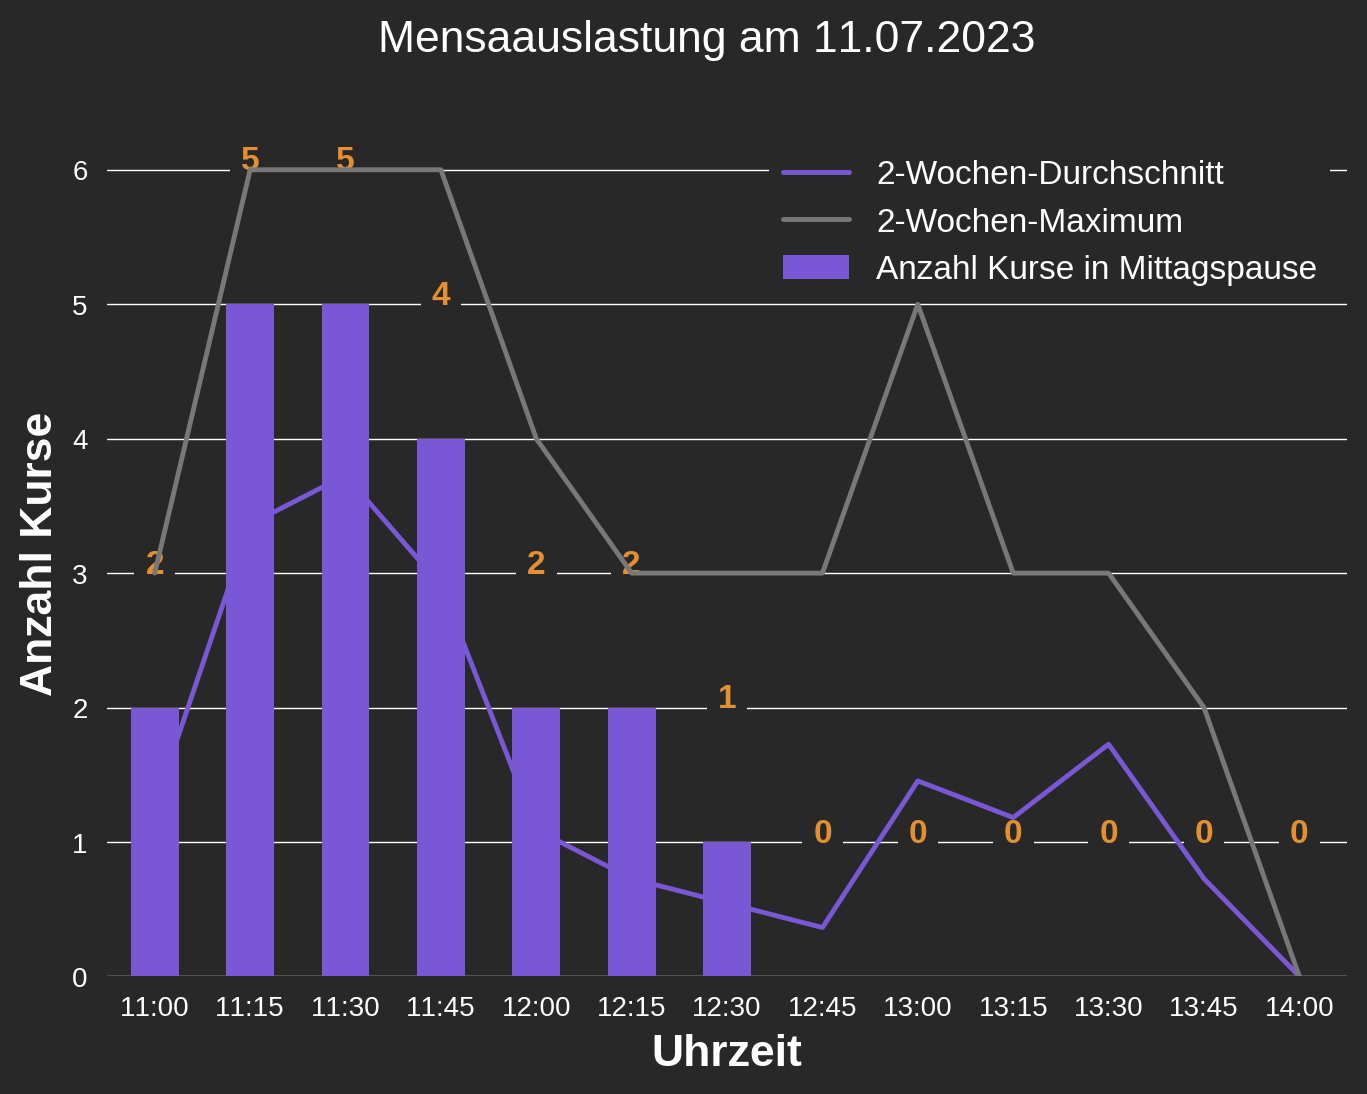 Mensaauslastung am 11.07.2023
2-Wochen-Durchschnitt
2-Wochen-Maximum
Anzahl Kurse in Mittagspause
Anzahl Kurse
6
5
4
3
2
1
0
2
5
5
4
2
2
1
0
0
0
0
0
0
11:00 11:15 11:30 11:45 12:00 12:15 12:30 12:45 13:00 13:15 13:30 13:45 14:00
Uhrzeit